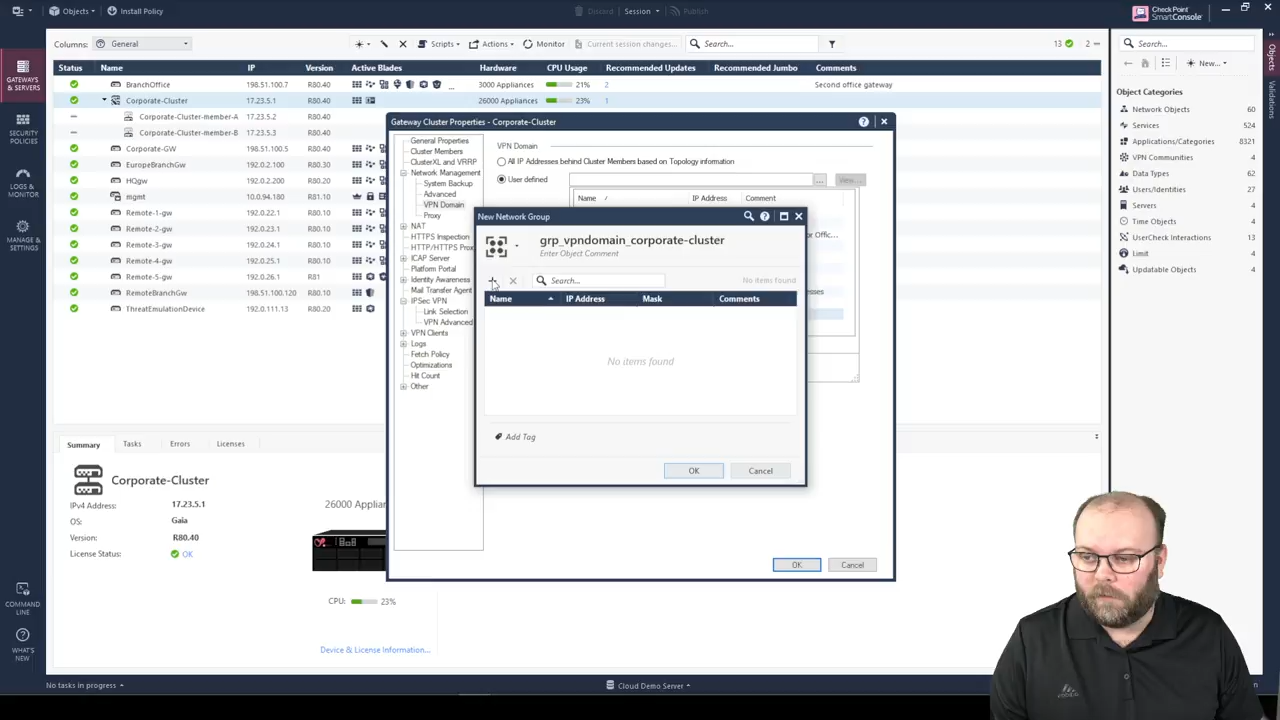 Objects
Install Policy
Discard
Session
Publish
Check Point
SmartConsole
Columns:
General
Scripts
Actions
Monitor
Current session changes...
Search...
13
2
Search...
New...
Objects
Validations
GATEWAYS
& SERVERS
SECURITY
POLICIES
LOGS &
MONITOR
MANAGE &
SETTINGS
COMMAND
LINE
WHAT'S
NEW
Status Name IP Version Active Blades Hardware CPU Usage Recommended Updates Recommended Jumbo Comments
BranchOffice 198.51.100.7 R80.40 ... 3000 Appliances 21% 2 Second office gateway
Corporate-Cluster 17.23.5.1 R80.40 26000 Appliances 23% 1
Corporate-Cluster-member-A 17.23.5.2 R80.40
Corporate-Cluster-member-B 17.23.5.3 R80.40
Corporate-GW 198.51.100.5 R80.40
EuropeBranchGw 192.0.2.100 R80.30
HQgw 192.0.2.200 R80.40
mgmt 10.0.94.180 R81.10
Remote-1-gw 192.0.22.1 R80.20
Remote-2-gw 192.0.23.1 R80.20
Remote-3-gw 192.0.24.1 R80.20
Remote-4-gw 192.0.25.1 R80.20
Remote-5-gw 192.0.26.1 R81
RemoteBranchGw 198.51.100.120 R80.30
ThreatEmulationDevice 192.0.111.13 R80.20
Gateway Cluster Properties - Corporate-Cluster
General Properties
Cluster Members
ClusterXL and VRRP
Network Management
System Backup
Advanced
VPN Domain
Proxy
NAT
HTTPS Inspection
HTTP/HTTPS Prox
ICAP Server
Platform Portal
Identity Awareness
Mail Transfer Agent
IPSec VPN
Link Selection
VPN Advanced
VPN Clients
Logs
Fetch Policy
Optimizations
Hit Count
Other
VPN Domain
All IP Addresses behind Cluster Members based on Topology information
User defined
...
View...
Name / IP Address Comment
or Offic...
esses
OK
Cancel
New Network Group
grp_vpndomain_corporate-cluster
Enter Object Comment
Search...
No items found
Name IP Address Mask Comments
No items found
Add Tag
OK
Cancel
Object Categories
Network Objects 60
Services 524
Applications/Categories 8321
VPN Communities
Data Types 62
Users/Identities 27
Servers
Time Objects
UserCheck Interactions 13
Limit
Updatable Objects
Summary
Tasks
Errors
Licenses
Corporate-Cluster
IPv4 Address: 17.23.5.1
OS: Gaia
Version: R80.40
License Status: OK
26000 Applian
CPU: 23%
Device & License Information...
No tasks in progress
Cloud Demo Server